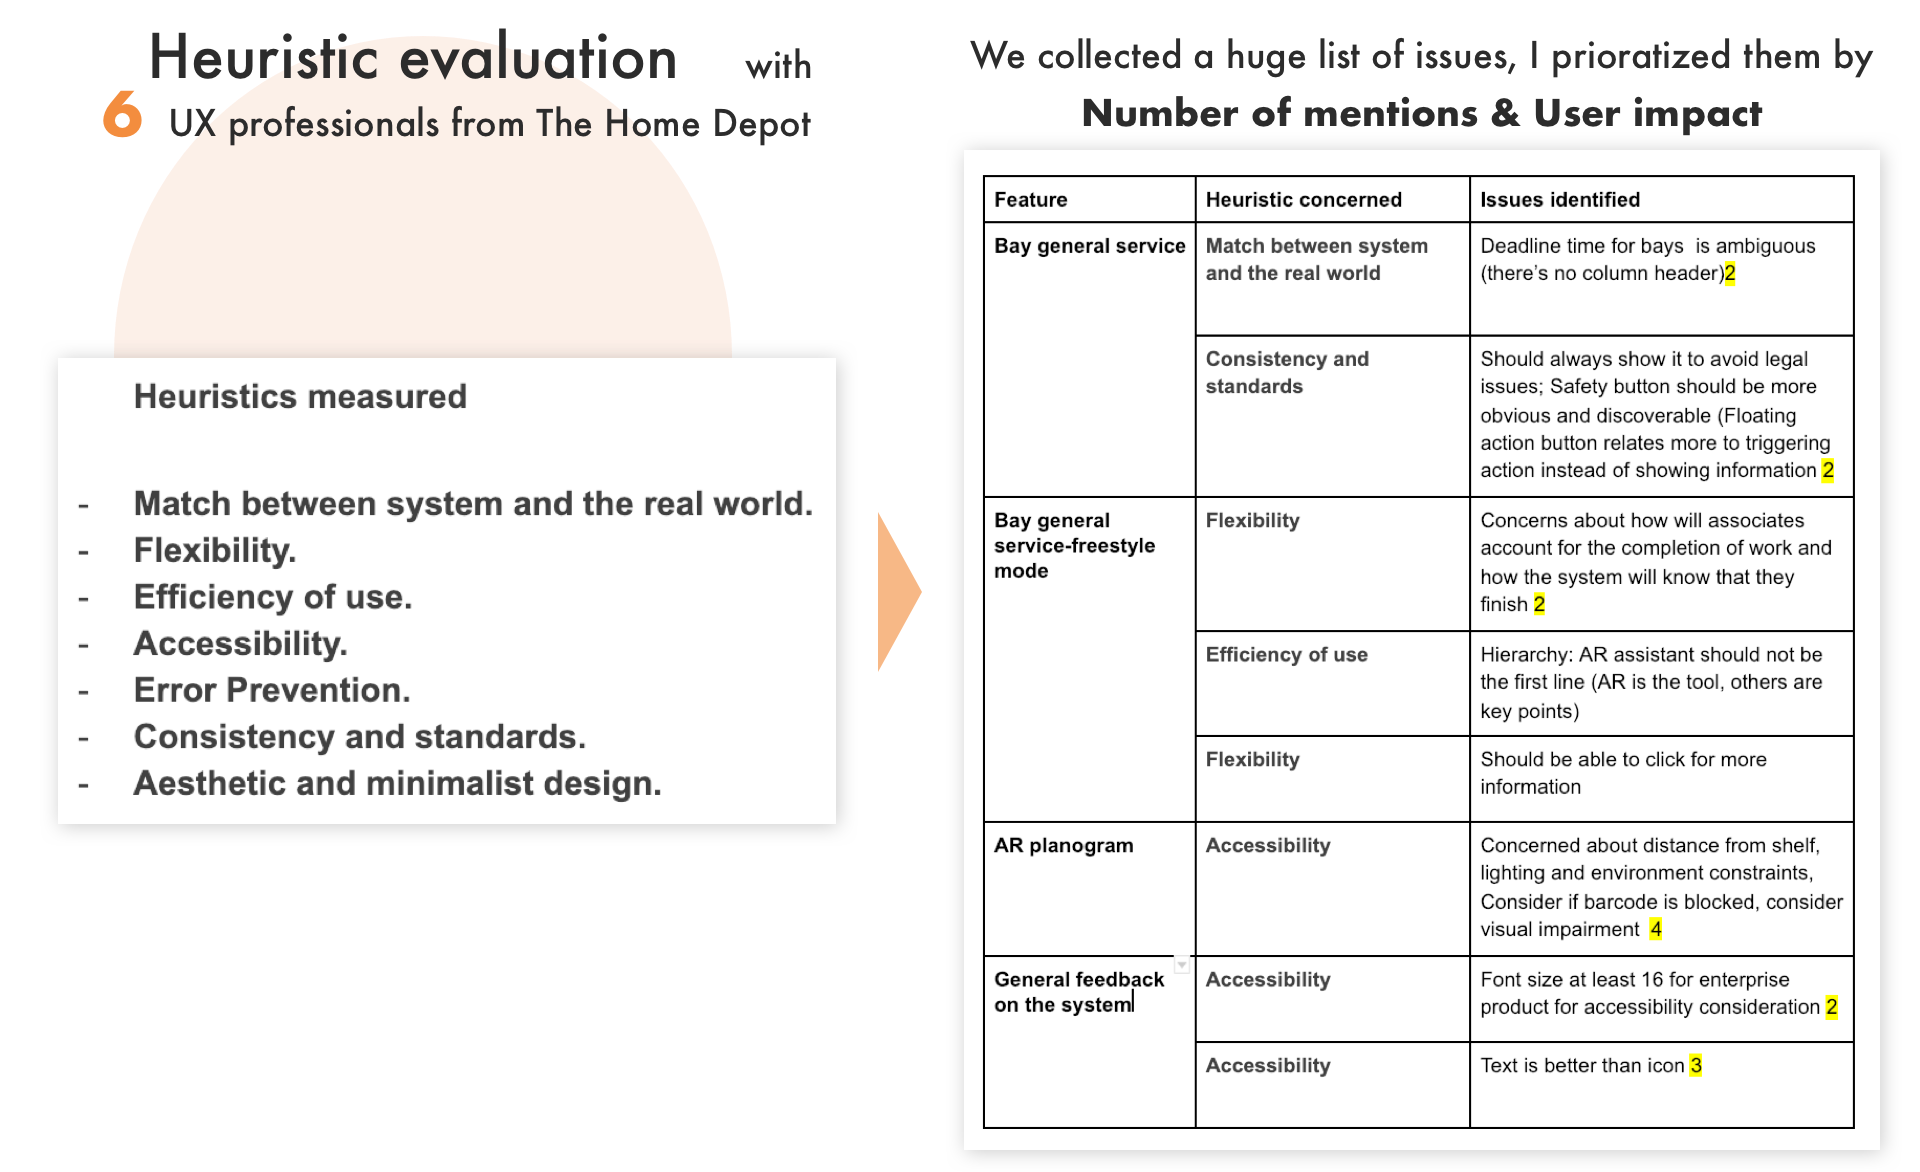 Heuristic evaluation with
6 UX professionals from The Home Depot
Heuristics measured
- Match between system and the real world.
- Flexibility.
- Efficiency of use.
- Accessibility.
- Error Prevention.
- Consistency and standards.
- Aesthetic and minimalist design.
We collected a huge list of issues, I prioratized them by
Number of mentions & User impact
Feature
Heuristic concerned
Issues identified
Bay general service
Match between system
and the real world
Deadline time for bays is ambiguous
(there's no column header)2
Consistency and
standards
Should always show it to avoid legal
issues; Safety button should be more
obvious and discoverable (Floating
action button relates more to triggering
action instead of showing information 2
Bay general
service-freestyle
mode
Flexibility
Concerns about how will associates
account for the completion of work and
how the system will know that they
finish 2
Efficiency of use
Hierarchy: AR assistant should not be
the first line (AR is the tool, others are
key points)
Flexibility
Should be able to click for more
information
AR planogram
Accessibility
Concerned about distance from shelf,
lighting and environment constraints,
Consider if barcode is blocked, consider
visual impairment 4
General feedback
on the system
Accessibility
Font size at least 16 for enterprise
product for accessibility consideration 2
Accessibility
Text is better than icon 3